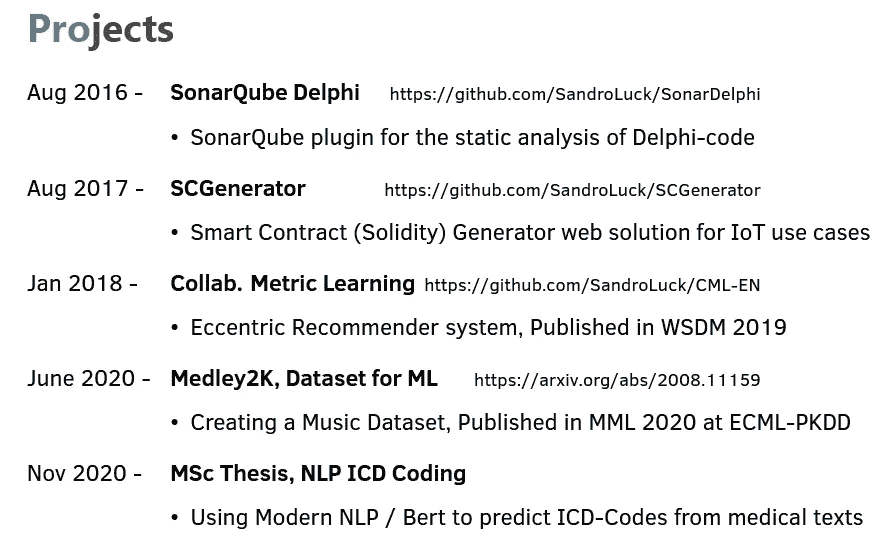 Projects
Aug 2016 - SonarQube Delphi https://github.com/SandroLuck/SonarDelphi
• SonarQube plugin for the static analysis of Delphi-code
Aug 2017 - SCGenerator https://github.com/SandroLuck/SCGenerator
• Smart Contract (Solidity) Generator web solution for IoT use cases
Jan 2018 - Collab. Metric Learning https://github.com/SandroLuck/CML-EN
• Eccentric Recommender system, Published in WSDM 2019
June 2020 - Medley2K, Dataset for ML https://arxiv.org/abs/2008.11159
• Creating a Music Dataset, Published in MML 2020 at ECML-PKDD
Nov 2020 - MSc Thesis, NLP ICD Coding
• Using Modern NLP / Bert to predict ICD-Codes from medical texts